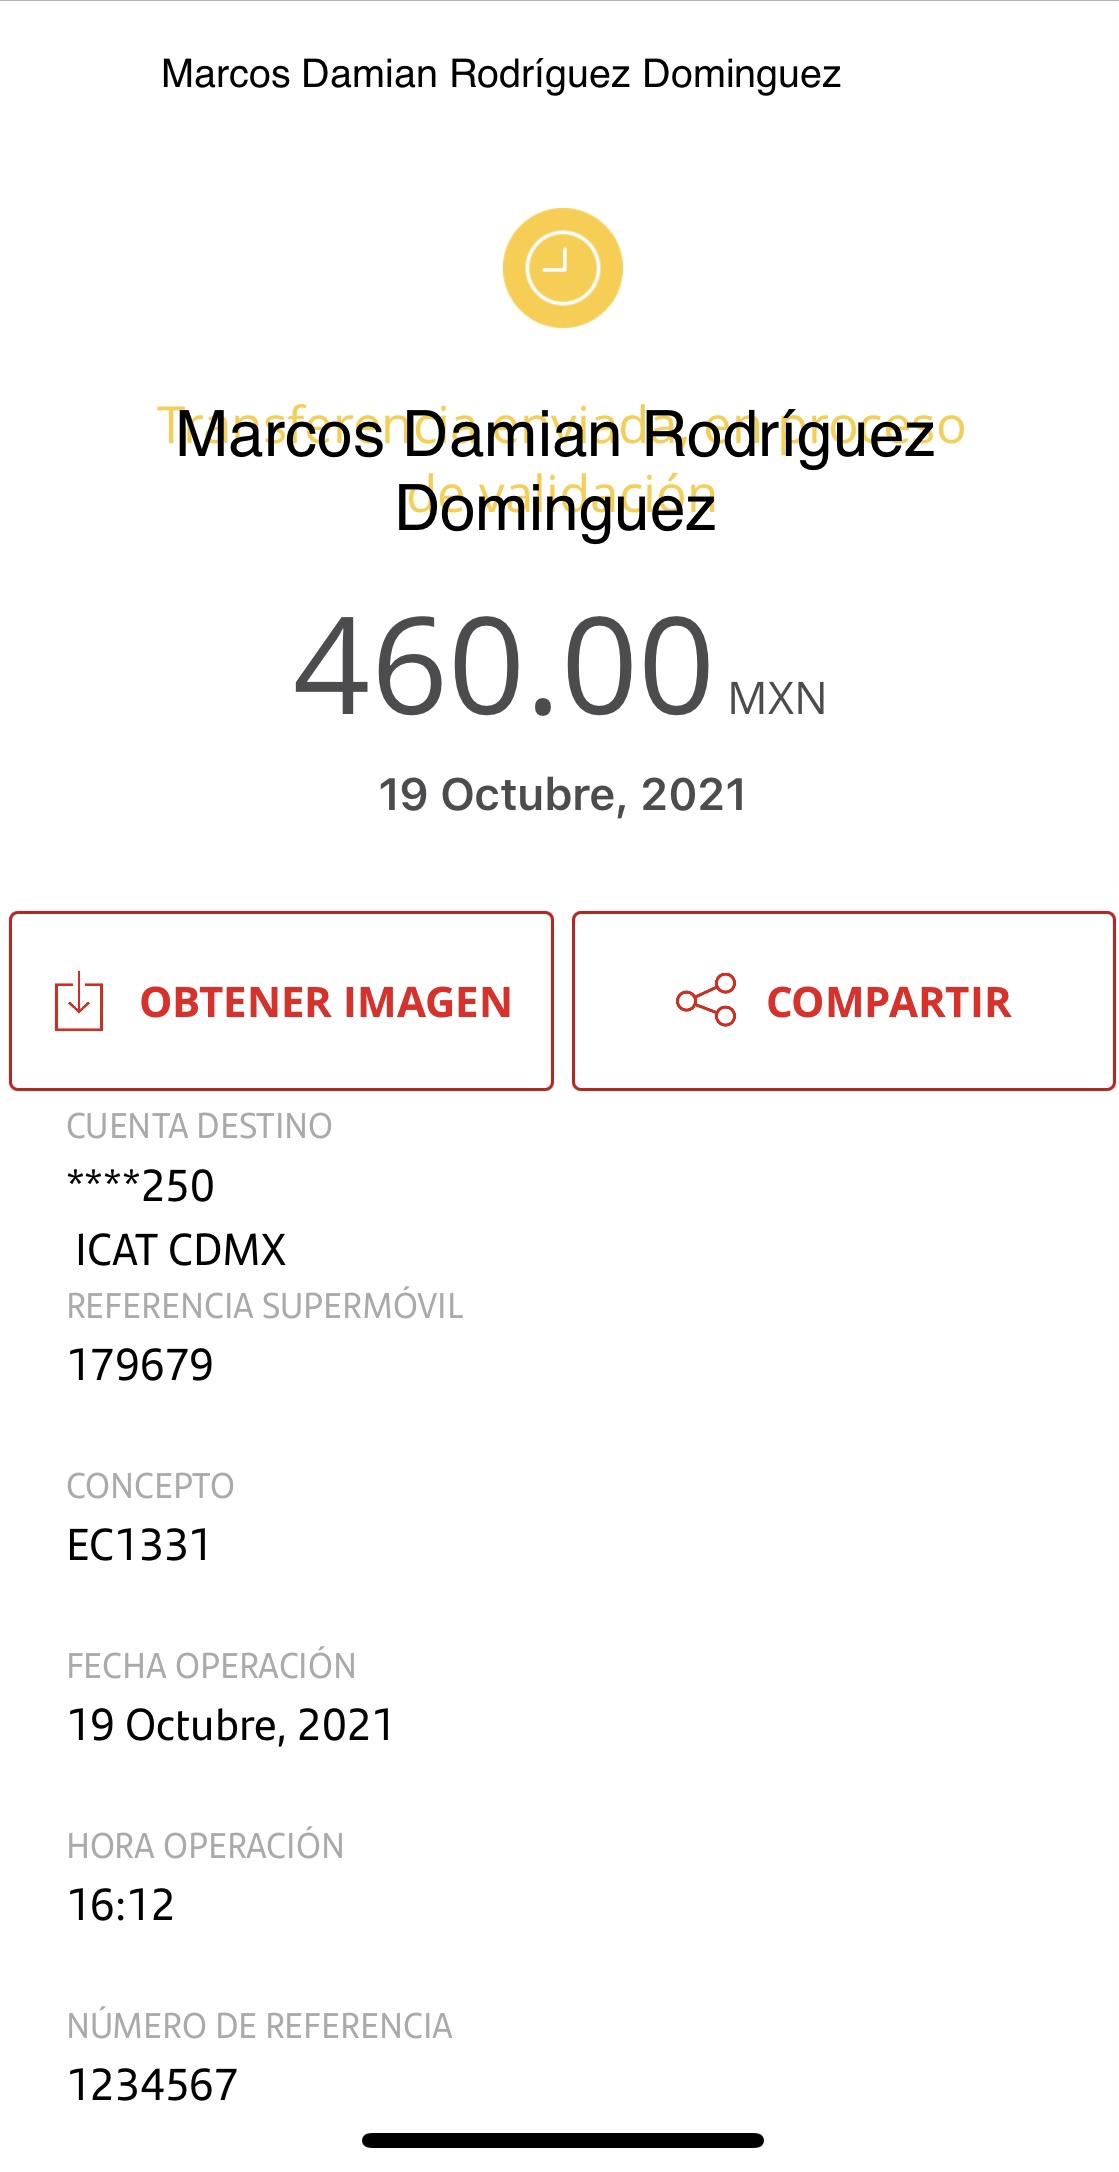 Marcos Damian Rodríguez Dominguez
Transferencia enviada, en proceso
de validación
Marcos Damian Rodríguez
Dominguez
460.00 MXN
19 Octubre, 2021
OBTENER IMAGEN
COMPARTIR
CUENTA DESTINO
****250
ICAT CDMX
REFERENCIA SUPERMÓVIL
179679
CONCEPTO
EC1331
FECHA OPERACIÓN
19 Octubre, 2021
HORA OPERACIÓN
16:12
NÚMERO DE REFERENCIA
1234567